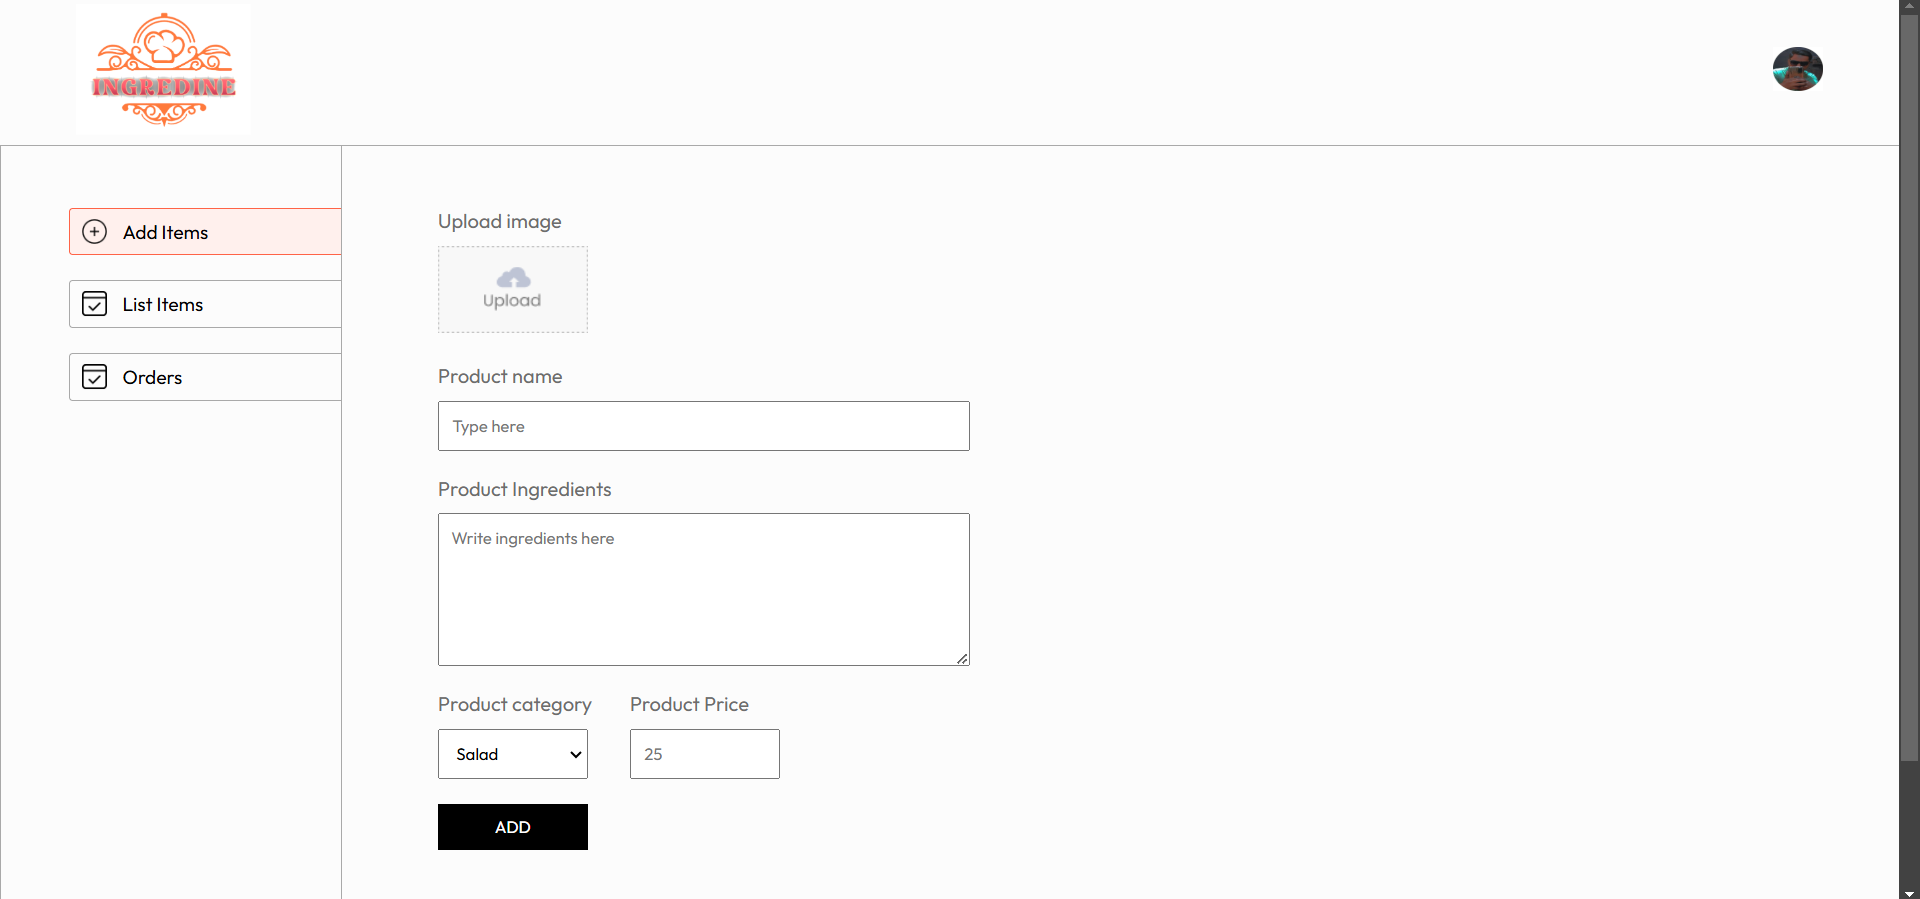 INGREDINE
Add Items
List Items
Orders
Upload image
Upload
Product name
Type here
Product Ingredients
Write ingredients here
Product category
Product Price
Salad
25
ADD